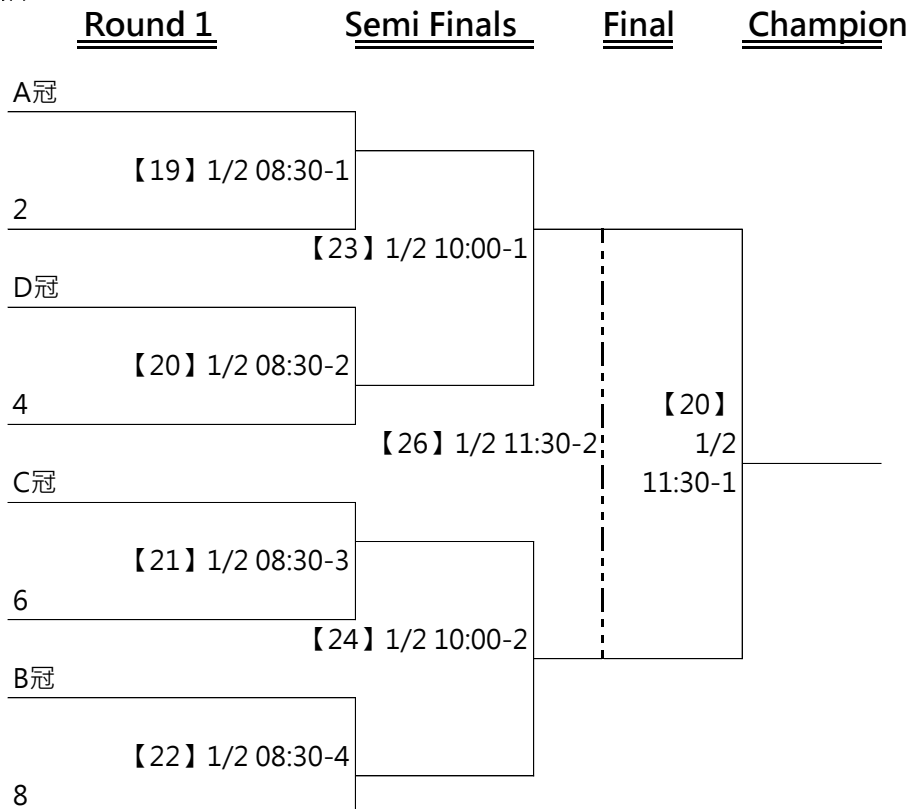 Round 1 Semi Finals Final Champion
A冠
【19】1/2 08:30-1
2
【23】1/2 10:00-1
D冠
【20】1/2 08:30-2
4
【26】1/2 11:30-2
【20】
1/2
11:30-1
C冠
【21】1/2 08:30-3
6
【24】1/2 10:00-2
B冠
【22】1/2 08:30-4
8